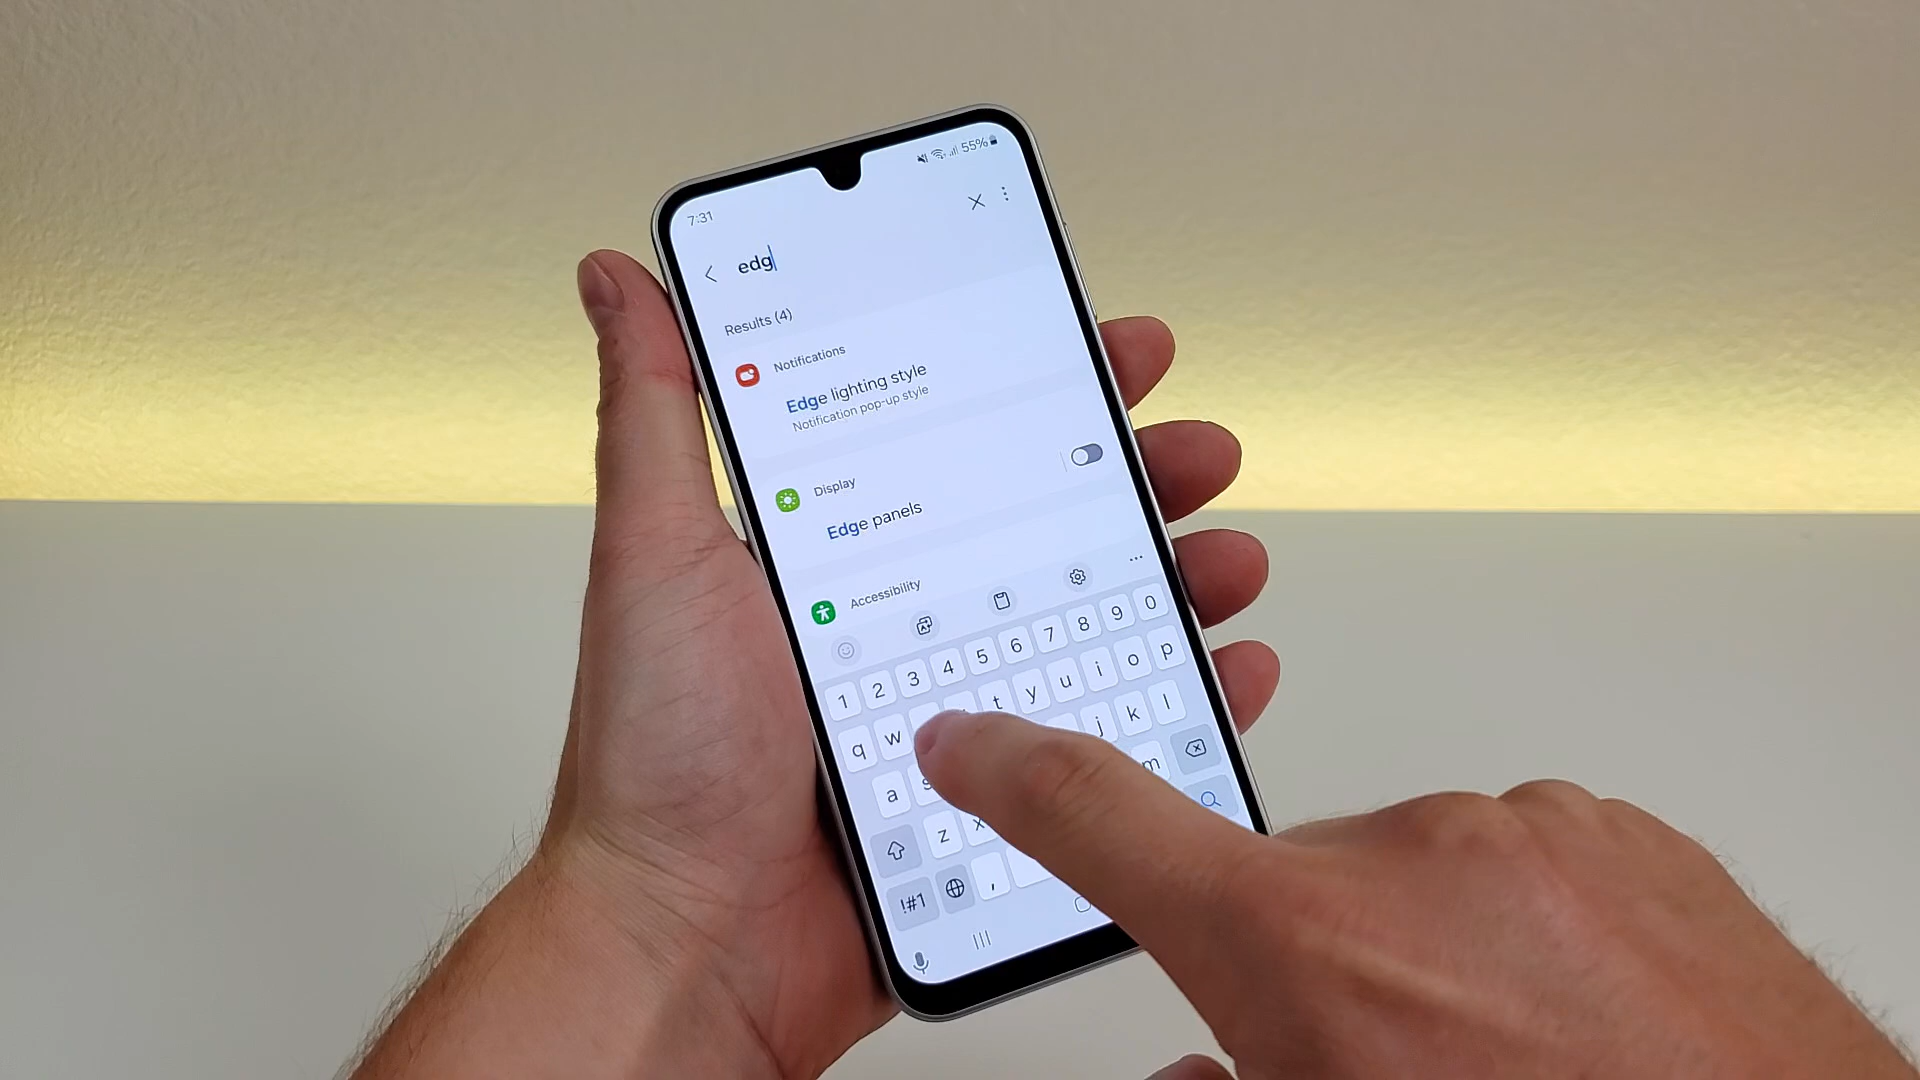 7:31
55%
edg
Results (4)
Notifications
Edge lighting style
Notification pop-up style
Display
Edge panels
Accessibility
1 2 3 4 5 6 7 8 9 0
q w t y u i o p
a s j k l
z x m
!#1 ,